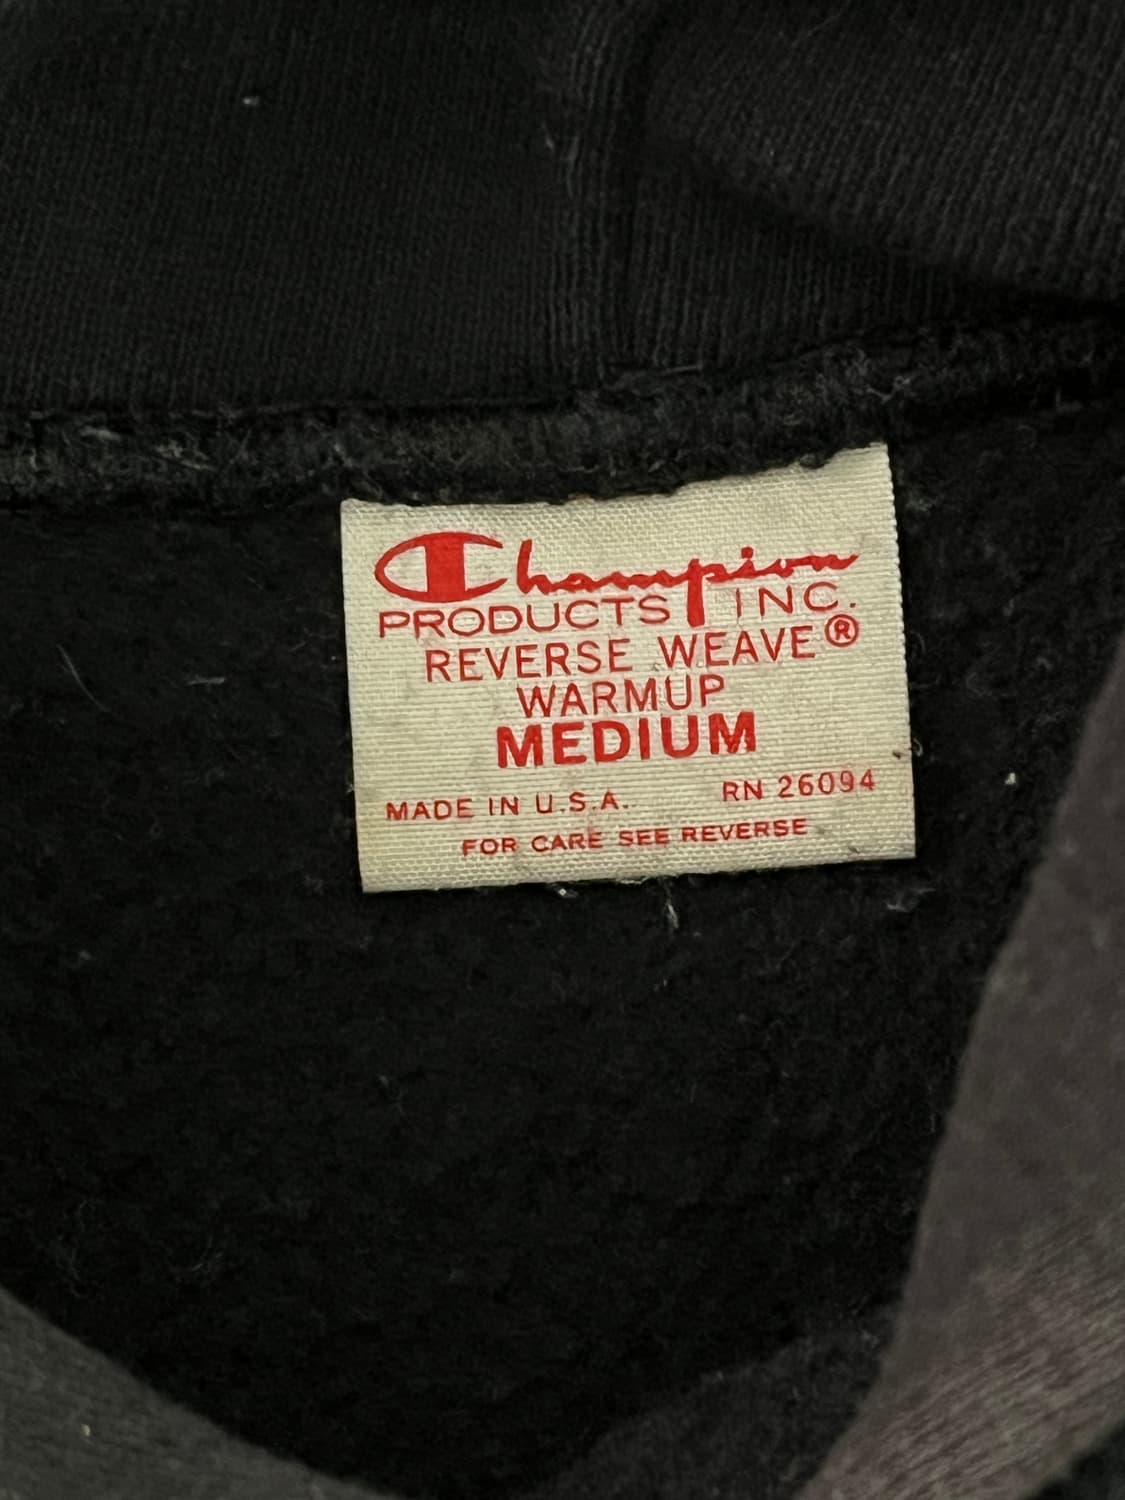 Champion
PRODUCTS INC.
REVERSE WEAVE®
WARMUP
MEDIUM
MADE IN U.S.A. RN 26094
FOR CARE SEE REVERSE